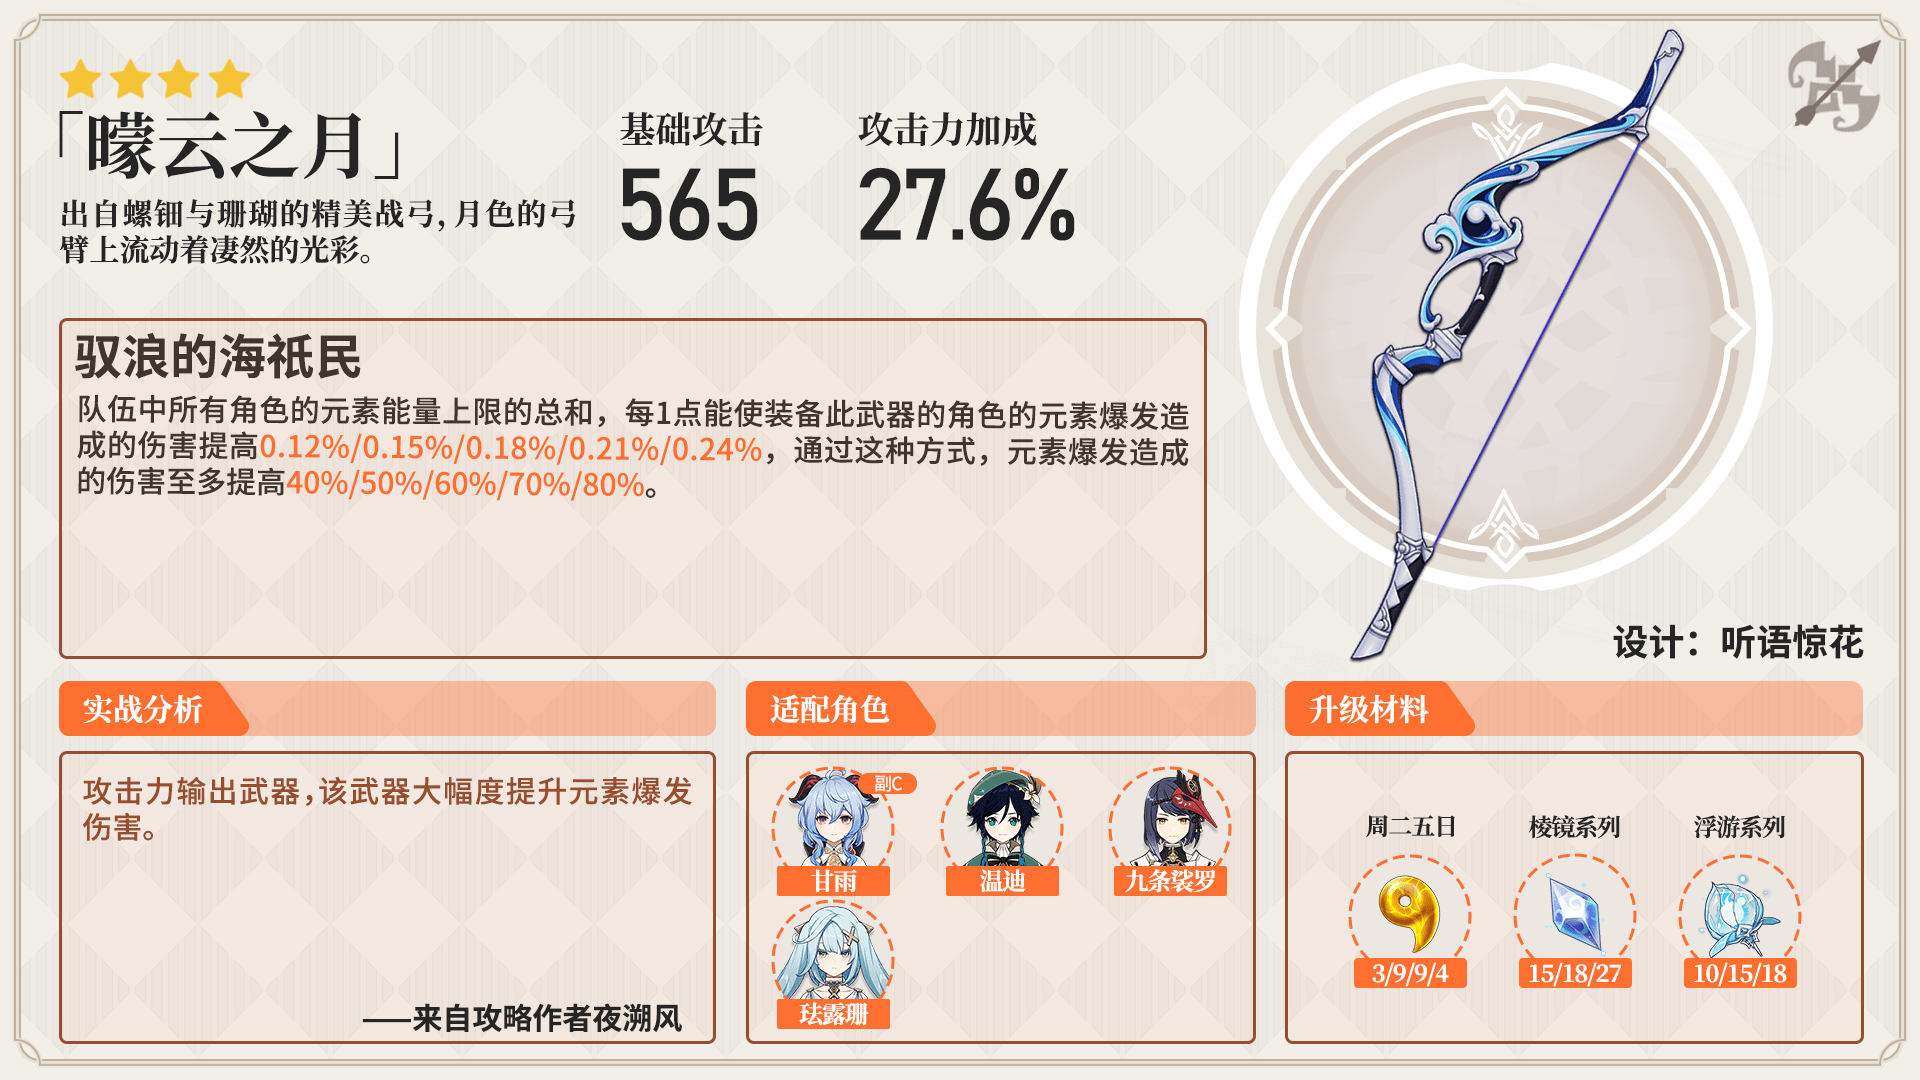 「曚云之月」
出自螺钿与珊瑚的精美战弓，月色的弓
臂上流动着凄然的光彩。
基础攻击
565
攻击力加成
27.6%
驭浪的海祇民
队伍中所有角色的元素能量上限的总和，每1点能使装备此武器的角色的元素爆发造
成的伤害提高0.12%/0.15%/0.18%/0.21%/0.24%，通过这种方式，元素爆发造成
的伤害至多提高40%/50%/60%/70%/80%。
设计：听语惊花
实战分析
攻击力输出武器，该武器大幅度提升元素爆发
伤害。
——来自攻略作者夜溯风
适配角色
副C
甘雨
温迪
九条裟罗
珐露珊
升级材料
周二五日
棱镜系列
浮游系列
3/9/9/4
15/18/27
10/15/18